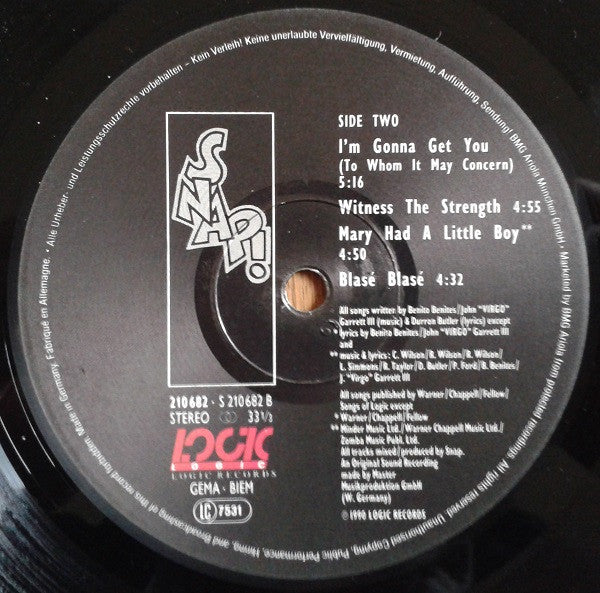 SNAP!
SIDE TWO
I'm Gonna Get You
(To Whom It May Concern)
5:16
Witness The Strength 4:55
Mary Had A Little Boy**
4:50
Blasé Blasé 4:32
All songs written by Benito Benites/John "VIRGO"
Garrett III (music) & Durron Butler (lyrics) except
* lyrics by Benito Benites/John "VIRGO" Garrett III
and
** music & lyrics: C. Wilson/B. Wilson/R. Wilson/
L. Simmons/R. Taylor/D. Butler/P. Ford/B. Benites/
J. "Virgo" Garrett III
All songs published by Warner/Chappell/Fellow/
Songs of Logic except
* Warner/Chappell/Fellow
** Minder Music Ltd./Warner Chappell Music Ltd./
Zomba Music Publ. Ltd.
All tracks mixed/produced by Snap.
An Original Sound Recording
made by Master
Musikproduktion GmbH
(W. Germany)
℗ 1990 LOGIC RECORDS
210682 · S 210682 B
STEREO 33⅓
LOGIC
LOGIC
LOGIC RECORDS
GEMA · BIEM
LC 7531
Made in Germany. Fabriqué en Allemagne. • Alle Urheber- und Leistungsschutzrechte vorbehalten – Kein Verleih! Keine unerlaubte Vervielfältigung, Vermietung, Aufführung, Sendung! BMG Ariola München GmbH · Marketed by BMG Ariola All rights reserved. Unauthorised Copying, Public Performance, Hiring, and Broadcasting of this record forbidden.